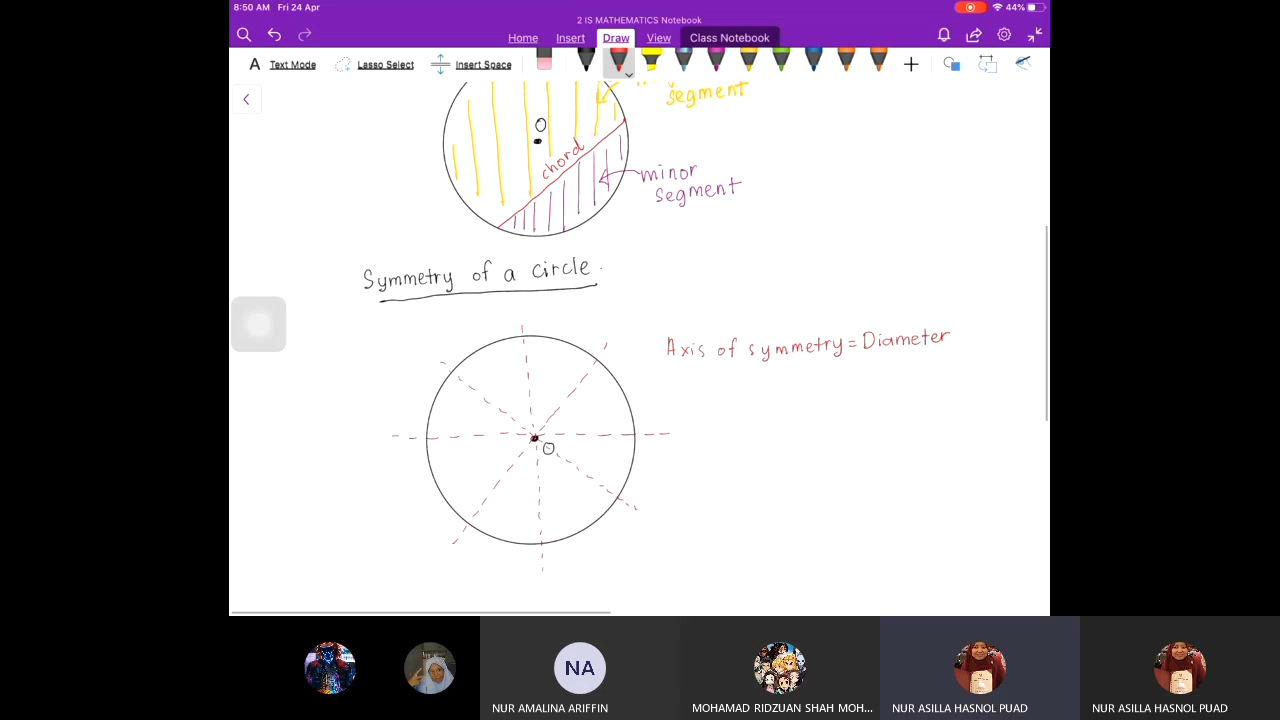 8:50 AM Fri 24 Apr
44%
2 IS MATHEMATICS Notebook
Home Insert Draw View Class Notebook
A Text Mode Lasso Select Insert Space
segment
O
chord
minor
segment
Symmetry of a circle.
Axis of symmetry = Diameter
O
NA
NUR AMALINA ARIFFIN
MOHAMAD RIDZUAN SHAH MOH...
NUR ASILLA HASNOL PUAD
NUR ASILLA HASNOL PUAD